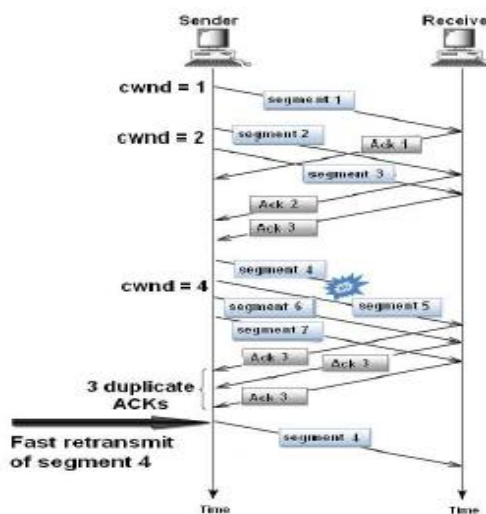 Sender Receive
cwnd = 1
segment 1
cwnd = 2
segment 2
Ack 1
segment 3
Ack 2
Ack 3
segment 4
cwnd = 4
segment 6
segment 5
segment 7
Ack 3
Ack 3
3 duplicate
ACKs
Ack 3
Fast retransmit
of segment 4
segment 4
Time Time